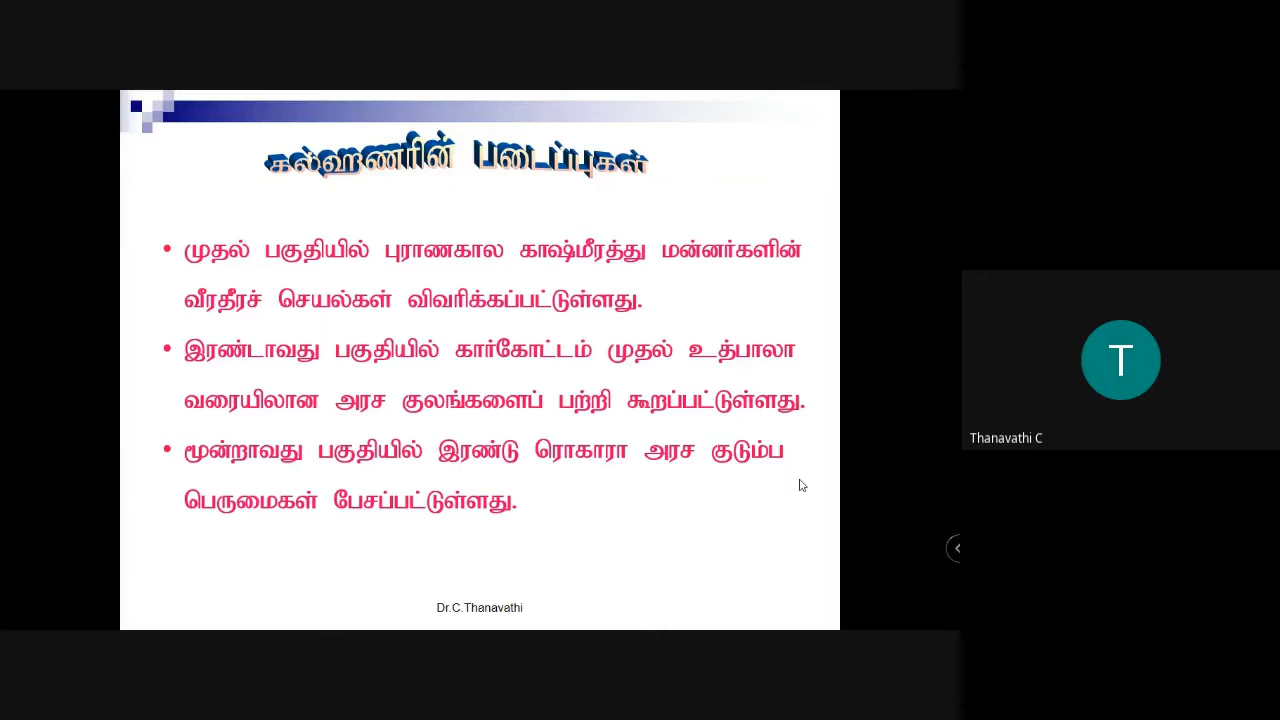 கல்ஹணரின் படைப்புகள்
• முதல் பகுதியில் புராணகால காஷ்மீரத்து மன்னர்களின்
வீரதீரச் செயல்கள் விவரிக்கப்பட்டுள்ளது.
• இரண்டாவது பகுதியில் கார்கோட்டம் முதல் உத்பாலா
வரையிலான அரச குலங்களைப் பற்றி கூறப்பட்டுள்ளது.
• மூன்றாவது பகுதியில் இரண்டு ரொகாரா அரச குடும்ப
பெருமைகள் பேசப்பட்டுள்ளது.
Dr.C.Thanavathi
T
Thanavathi C